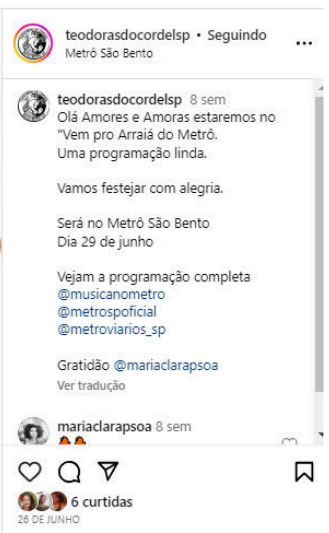 teodorasdocordelsp • Seguindo
Metrô São Bento
teodorasdocordelsp 8 sem
Olá Amores e Amoras estaremos no
"Vem pro Arraiá do Metrô.
Uma programação linda.
Vamos festejar com alegria.
Será no Metrô São Bento
Dia 29 de junho
Vejam a programação completa
@musicanometro
@metrospoficial
@metroviarios_sp
Gratidão @mariaclarapsoa
Ver tradução
mariaclarapsoa 8 sem
6 curtidas
26 DE JUNHO